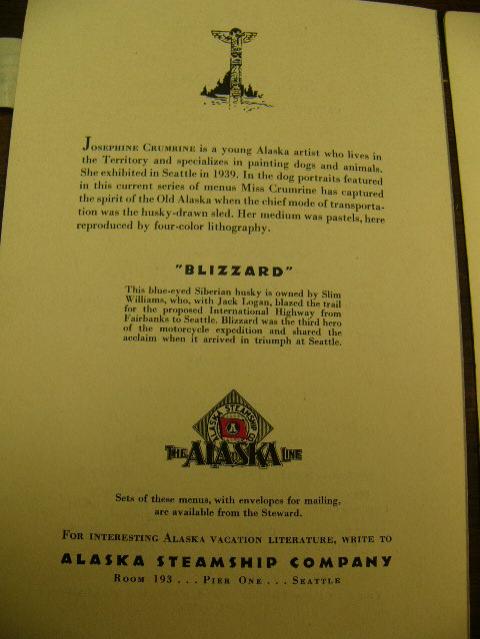 JOSEPHINE CRUMRINE is a young Alaska artist who lives in
the Territory and specializes in painting dogs and animals.
She exhibited in Seattle in 1939. In the dog portraits featured
in this current series of menus Miss Crumrine has captured
the spirit of the Old Alaska when the chief mode of transporta-
tion was the husky-drawn sled. Her medium was pastels, here
reproduced by four-color lithography.
"BLIZZARD"
This blue-eyed Siberian husky is owned by Slim
Williams, who, with Jack Logan, blazed the trail
for the proposed International Highway from
Fairbanks to Seattle. Blizzard was the third hero
of the motorcycle expedition and shared the
acclaim when it arrived in triumph at Seattle.
ALASKA STEAMSHIP CO
A
THE ALASKA LINE
Sets of these menus, with envelopes for mailing,
are available from the Steward.
FOR INTERESTING ALASKA VACATION LITERATURE, WRITE TO
ALASKA STEAMSHIP COMPANY
ROOM 193 . . . PIER ONE . . . SEATTLE